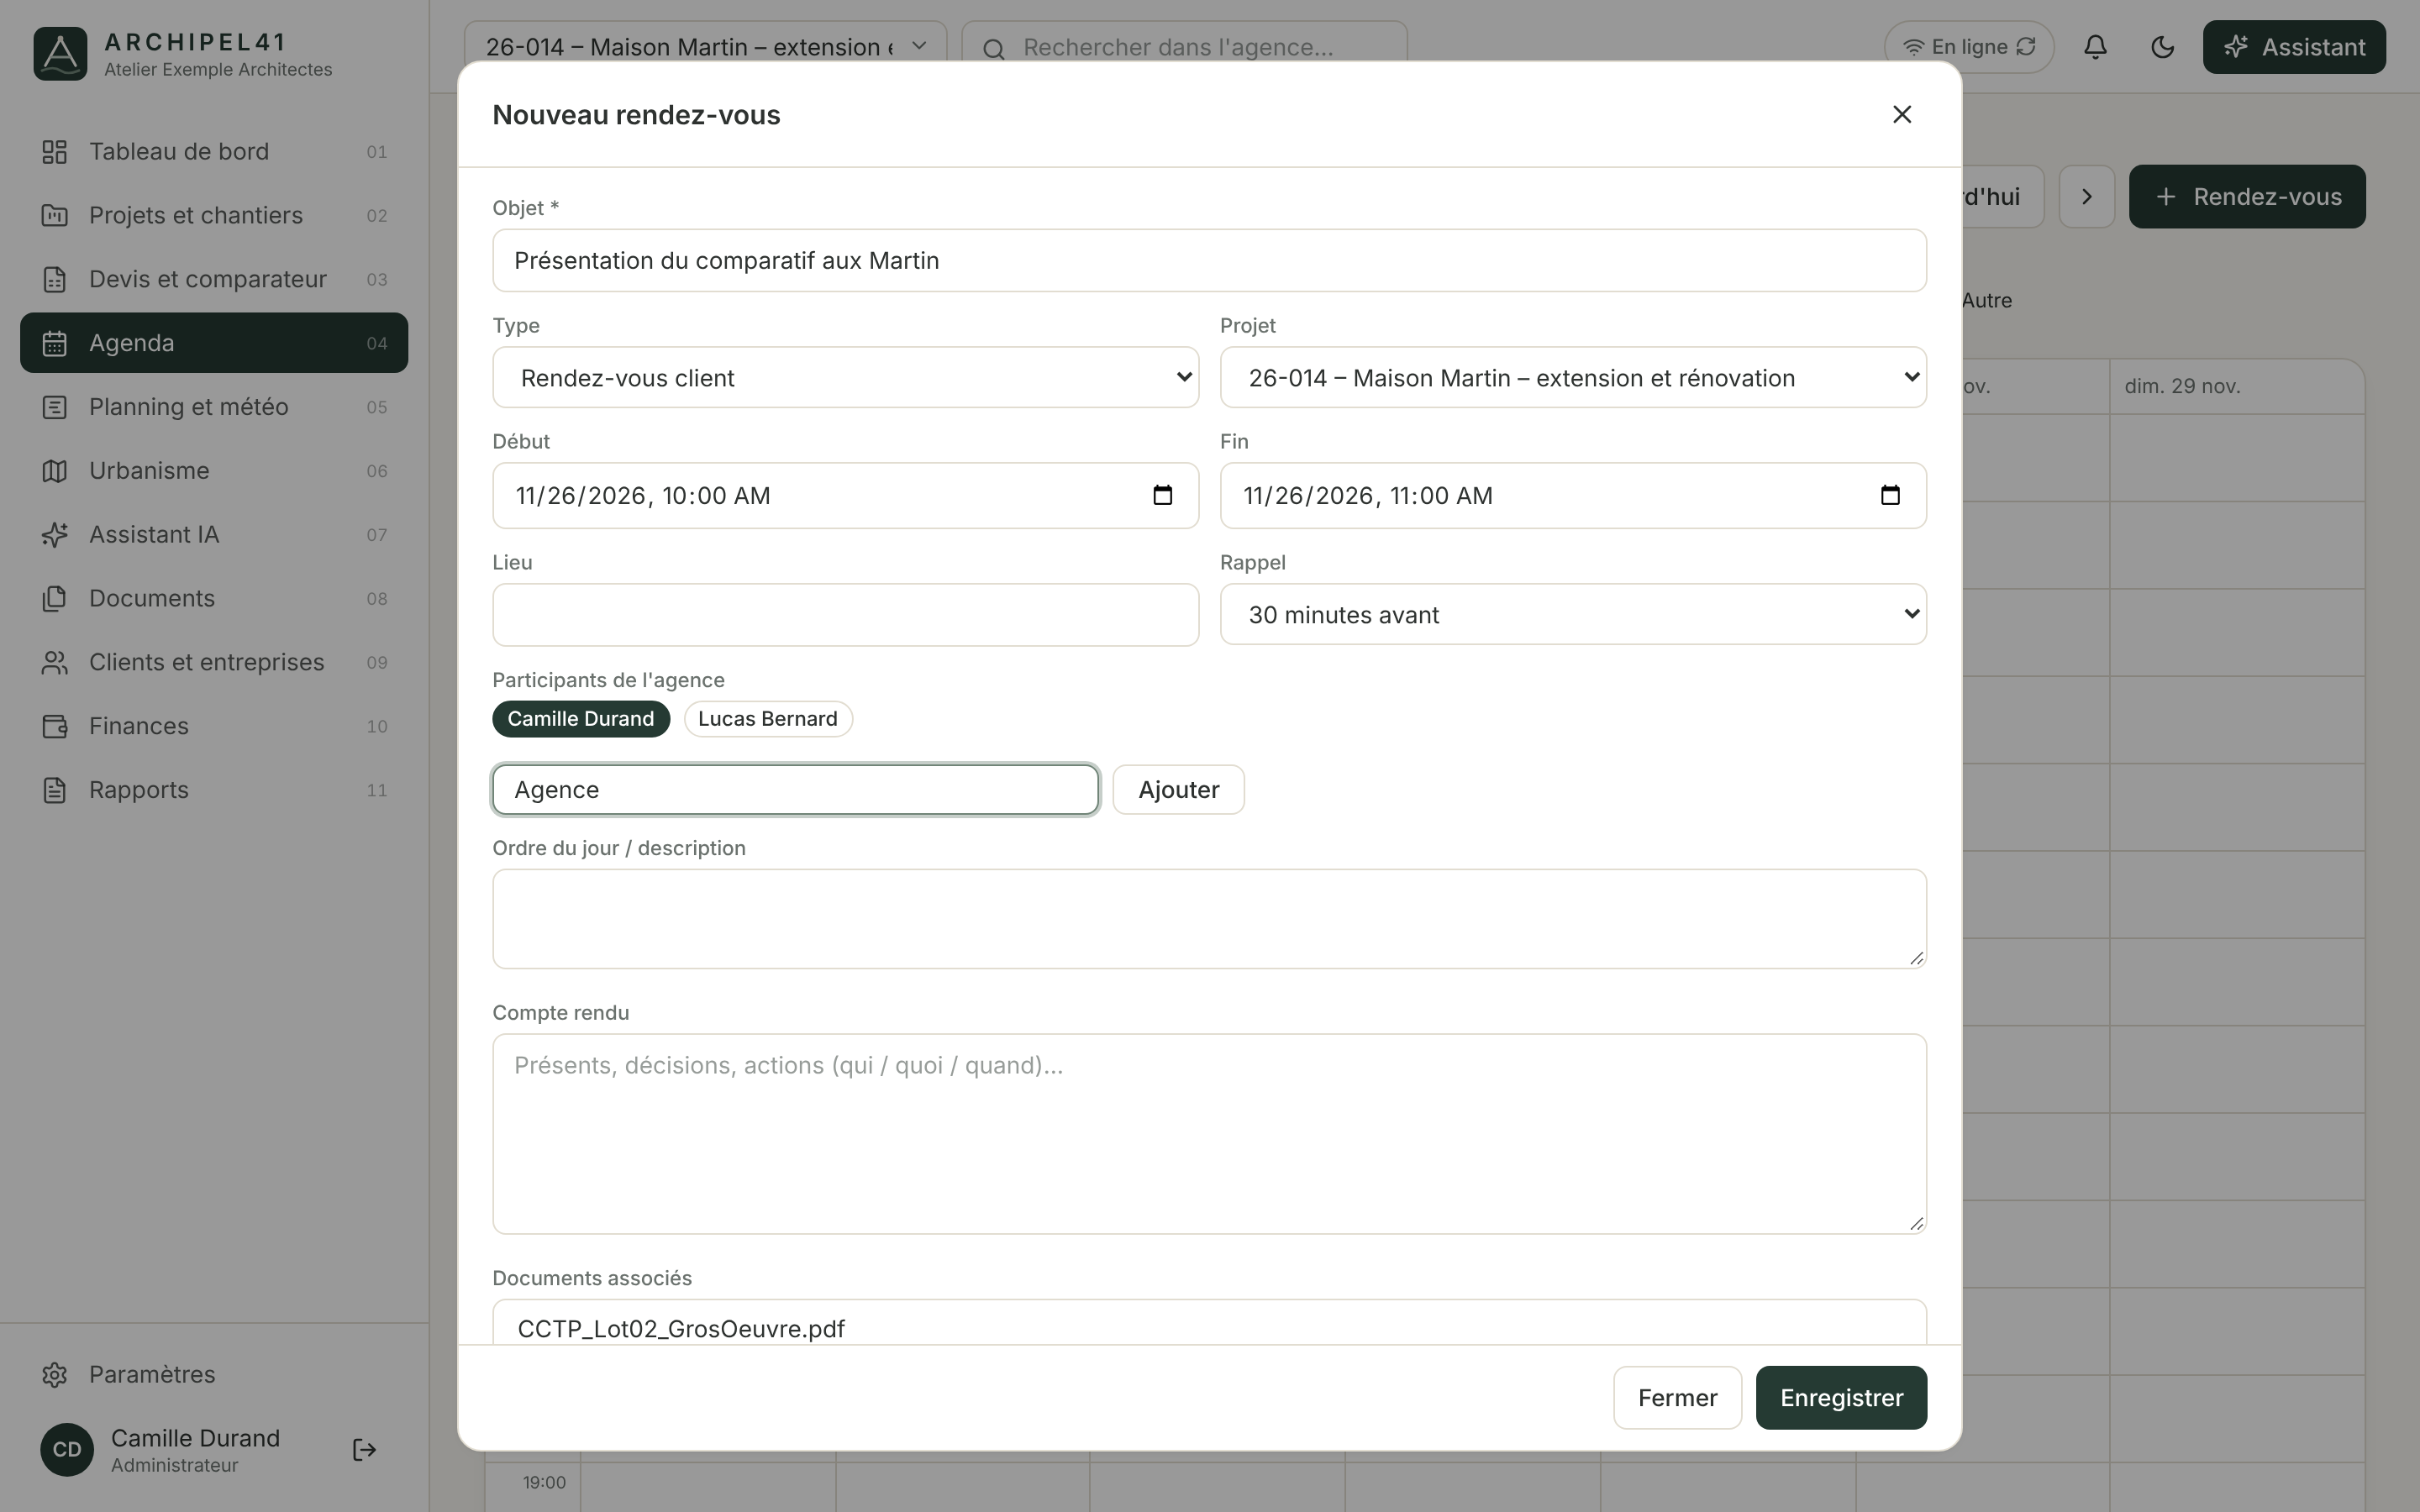 ARCHIPEL41
Atelier Exemple Architectes
Tableau de bord 01
Projets et chantiers 02
Devis et comparateur 03
Agenda 04
Planning et météo 05
Urbanisme 06
Assistant IA 07
Documents 08
Clients et entreprises 09
Finances 10
Rapports 11
Paramètres
CD
Camille Durand
Administrateur
26-014 – Maison Martin – extension e
Rechercher dans l'agence...
En ligne
Assistant
d'hui
Rendez-vous
Autre
ov.
dim. 29 nov.
19:00
Nouveau rendez-vous
Objet *
Présentation du comparatif aux Martin
Type
Projet
Rendez-vous client
26-014 – Maison Martin – extension et rénovation
Début
Fin
11/26/2026, 10:00 AM
11/26/2026, 11:00 AM
Lieu
Rappel
30 minutes avant
Participants de l'agence
Camille Durand
Lucas Bernard
Agence
Ajouter
Ordre du jour / description
Compte rendu
Présents, décisions, actions (qui / quoi / quand)...
Documents associés
CCTP_Lot02_GrosOeuvre.pdf
Fermer
Enregistrer